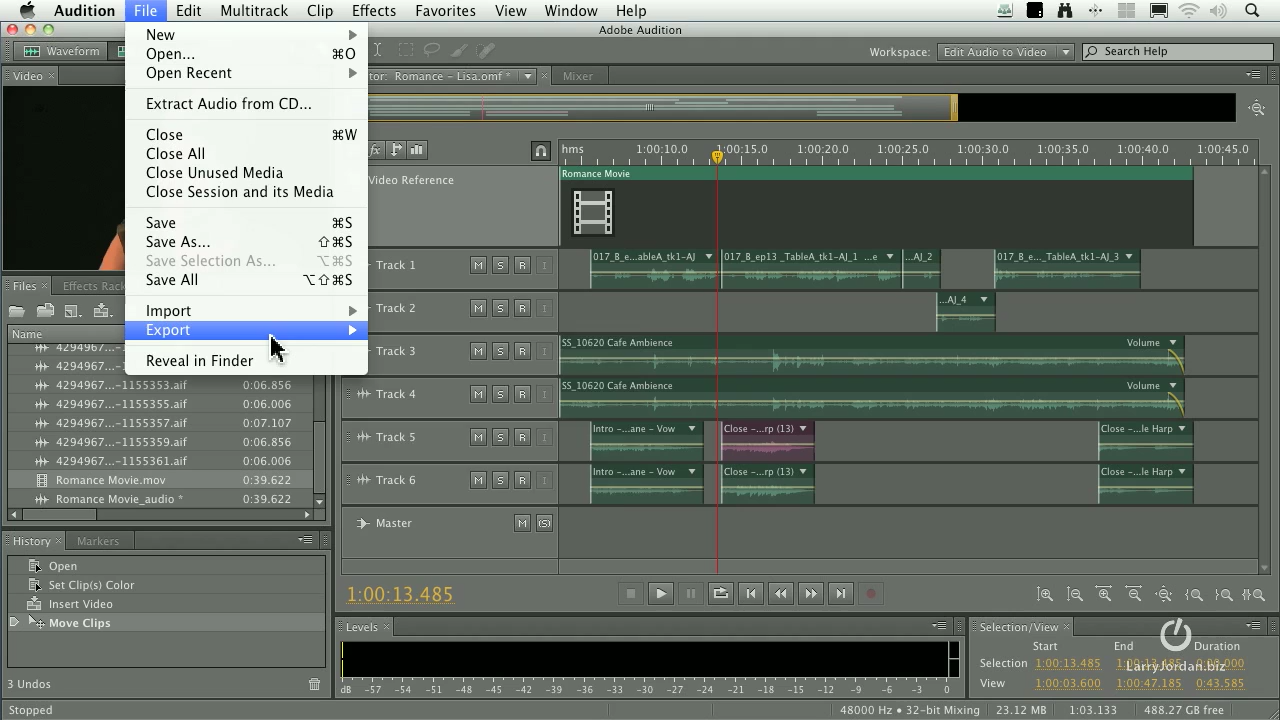 Audition File Edit Multitrack Clip Effects Favorites View Window Help
Adobe Audition
Waveform
Workspace: Edit Audio to Video Search Help
Video
tor: Romance – Lisa.omf * Mixer
New
Open... ⌘O
Open Recent
Extract Audio from CD...
Close ⌘W
Close All
Close Unused Media
Close Session and its Media
Save ⌘S
Save As... ⇧⌘S
Save Selection As... ⌥⌘S
Save All ⌥⇧⌘S
Import
Export
Reveal in Finder
fx
hms 1:00:10.0 1:00:15.0 1:00:20.0 1:00:25.0 1:00:30.0 1:00:35.0 1:00:40.0 1:00:45.0
Video Reference
Romance Movie
Track 1 M S R I
017_B_e...ableA_tk1-AJ 017_B_ep13 _TableA_tk1-AJ_1 ...e ...AJ_2 017_B_e..._TableA_tk1-AJ_3
Track 2 M S R I
...AJ_4
Track 3 M S R I
SS_10620 Cafe Ambience Volume
Track 4 M S R I
SS_10620 Cafe Ambience Volume
Track 5 M S R I
Intro –...ane – Vow Close –...rp (13) Close –...le Harp
Track 6 M S R I
Intro –...ane – Vow Close –...rp (13) Close –...le Harp
Master M (S)
Files Effects Rack
Name
4294967...
4294967...
4294967...-1155353.aif 0:06.856
4294967...-1155355.aif 0:06.006
4294967...-1155357.aif 0:07.107
4294967...-1155359.aif 0:06.856
4294967...-1155361.aif 0:06.006
Romance Movie.mov 0:39.622
Romance Movie_audio * 0:39.622
History Markers
Open
Set Clip(s) Color
Insert Video
Move Clips
3 Undos
1:00:13.485
Levels
dB -57 -54 -51 -48 -45 -42 -39 -36 -33 -30 -27 -24 -21 -18 -15 -12 -9 -6 -3 0
Selection/View
Start End Duration
Selection 1:00:13.485
View 1:00:03.600 1:00:47.185 0:43.585
LarryJordan.biz
Stopped
48000 Hz • 32-bit Mixing 23.12 MB 1:03.133 488.27 GB free